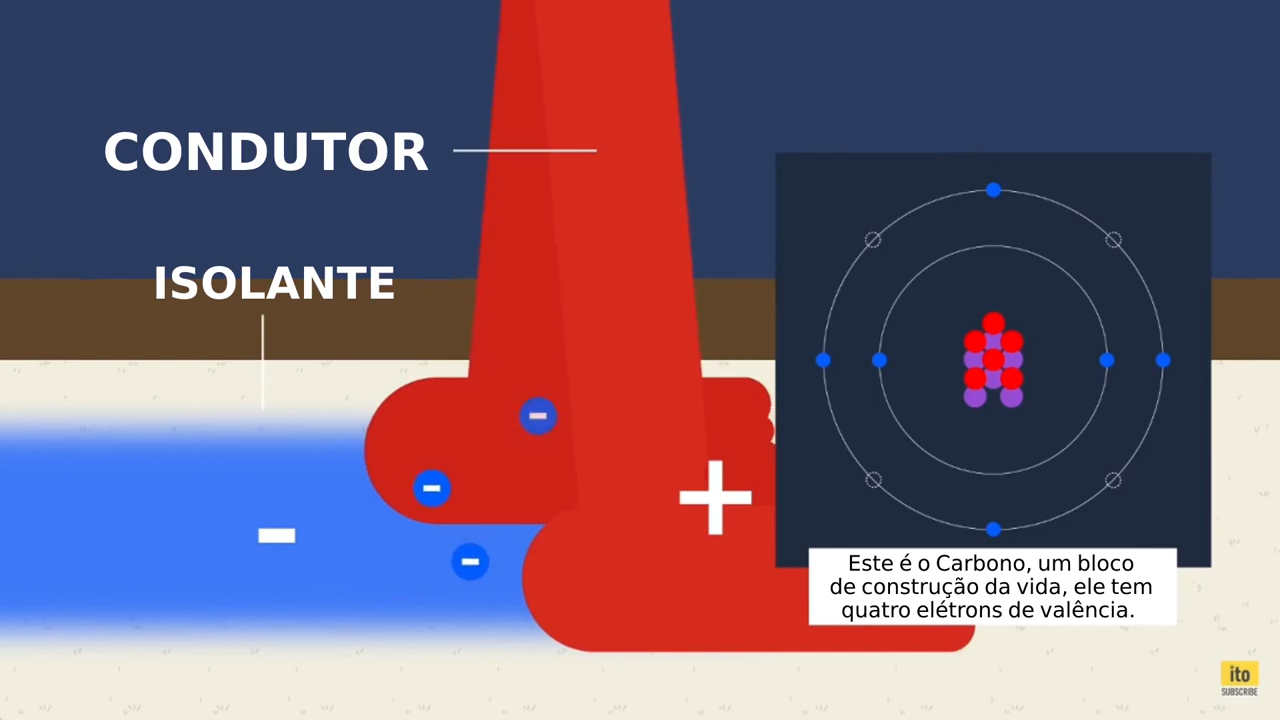 CONDUTOR
ISOLANTE
Este é o Carbono, um bloco
de construção da vida, ele tem
quatro elétrons de valência.
ito
SUBSCRIBE